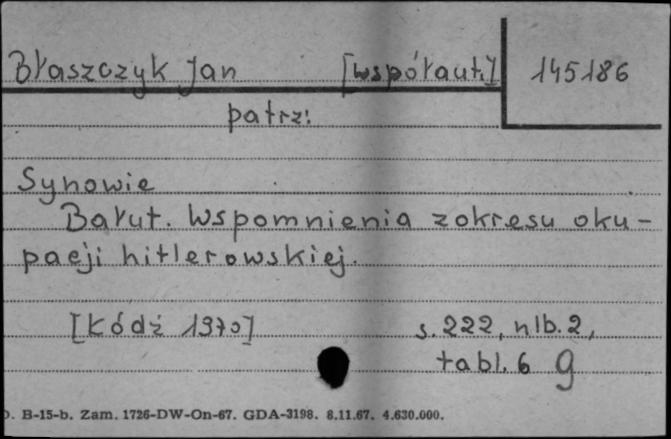 Błaszczyk Jan [współaut.] 145186
patrz:
Synowie
Bałut. Wspomnienia z okresu oku-
pacji hitlerowskiej.
[Łódź 1970] s. 222, nlb. 2,
tabl. 6 g
. B-15-b. Zam. 1726-DW-On-67. GDA-3198. 8.11.67. 4.630.000.